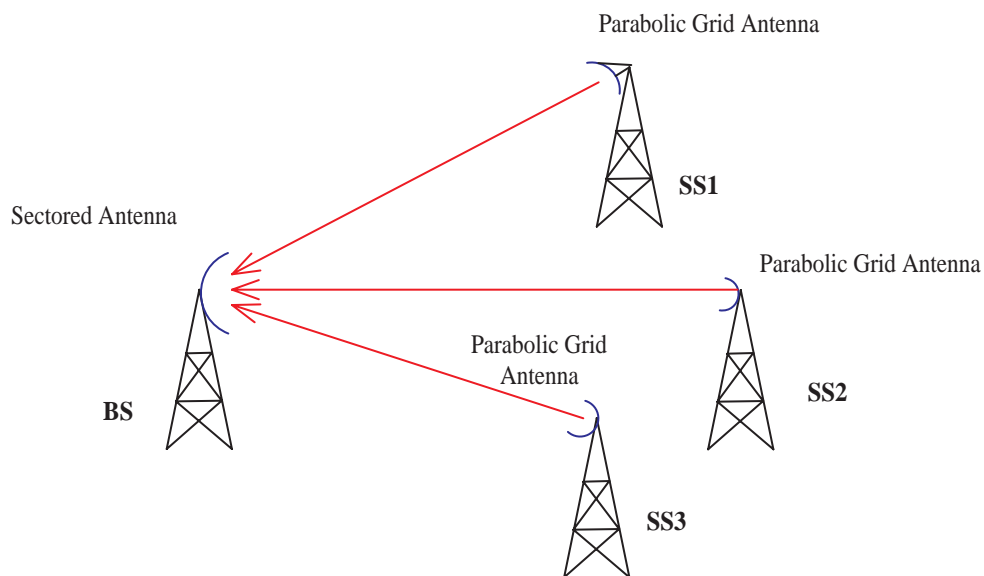 Parabolic Grid Antenna
SS1
Sectored Antenna
Parabolic Grid Antenna
Parabolic Grid
Antenna
SS2
BS
SS3